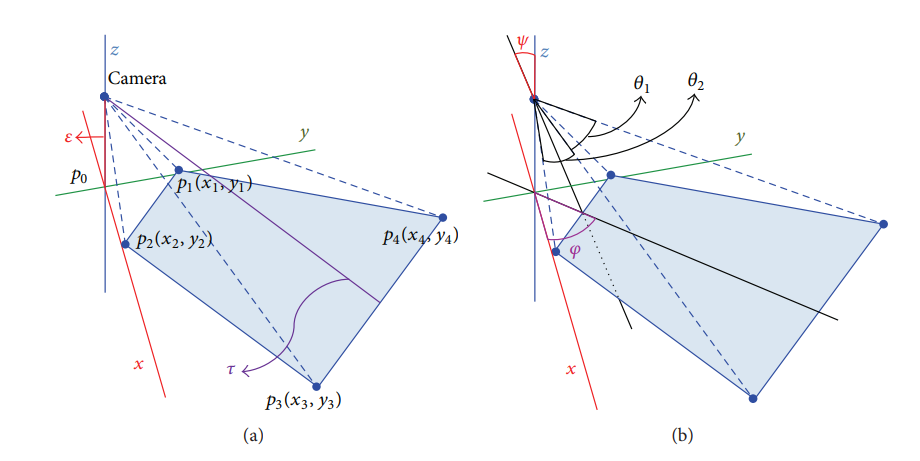 z
Camera
ε
y
p₀
p₁(x₁, y₁)
p₂(x₂, y₂)
p₄(x₄, y₄)
x
τ
p₃(x₃, y₃)
(a)
ψ
z
θ₁
θ₂
y
φ
x
(b)